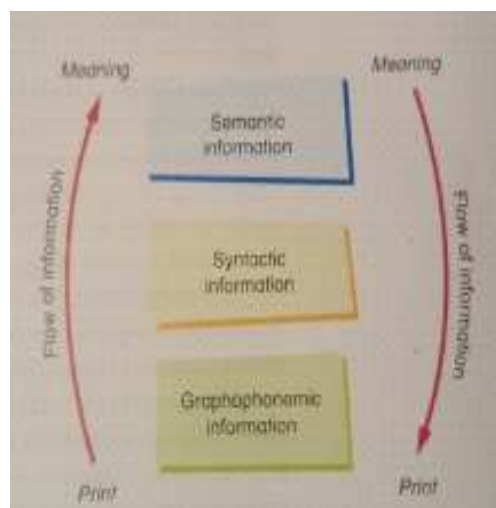 Meaning
Meaning
Semantic
information
Flow of information
Flow of information
Syntactic
information
Graphophonemic
information
Print
Print